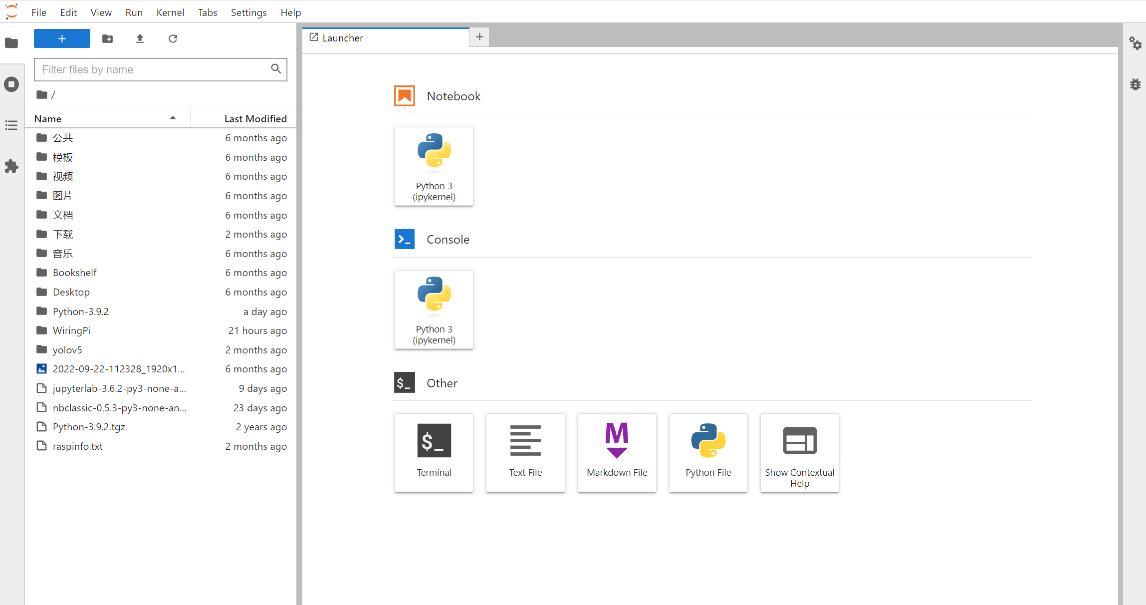 File Edit View Run Kernel Tabs Settings Help
+
Filter files by name
/
Name Last Modified
公共 6 months ago
模板 6 months ago
视频 6 months ago
图片 6 months ago
文档 6 months ago
下载 2 months ago
音乐 6 months ago
Bookshelf 6 months ago
Desktop 6 months ago
Python-3.9.2 a day ago
WiringPi 21 hours ago
yolov5 2 months ago
2022-09-22-112328_1920x1... 6 months ago
jupyterlab-3.6.2-py3-none-a... 9 days ago
nbclassic-0.5.3-py3-none-an... 23 days ago
Python-3.9.2.tgz 2 years ago
raspinfo.txt 2 months ago
Launcher +
Notebook
Python 3
(ipykernel)
>_ Console
Python 3
(ipykernel)
$_ Other
$_
Terminal
Text File
M
Markdown File
Python File
Show Contextual
Help